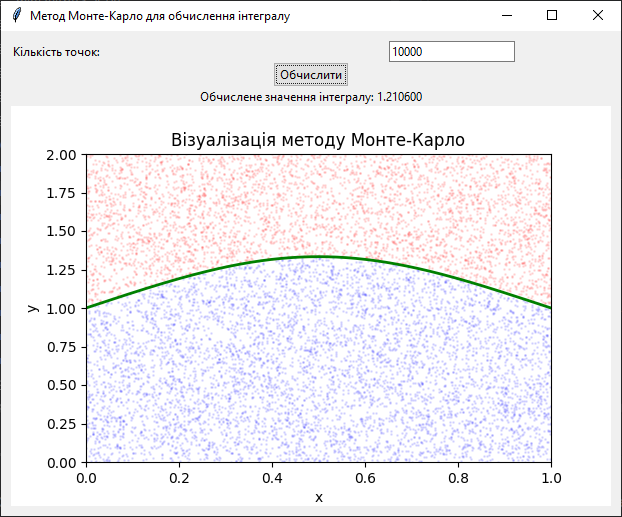 Метод Монте-Карло для обчислення інтегралу
Кількість точок:
10000
Обчислити
Обчислене значення інтегралу: 1.210600
Візуалізація методу Монте-Карло
2.00
1.75
1.50
1.25
1.00
0.75
0.50
0.25
0.00
y
0.0 0.2 0.4 0.6 0.8 1.0
x